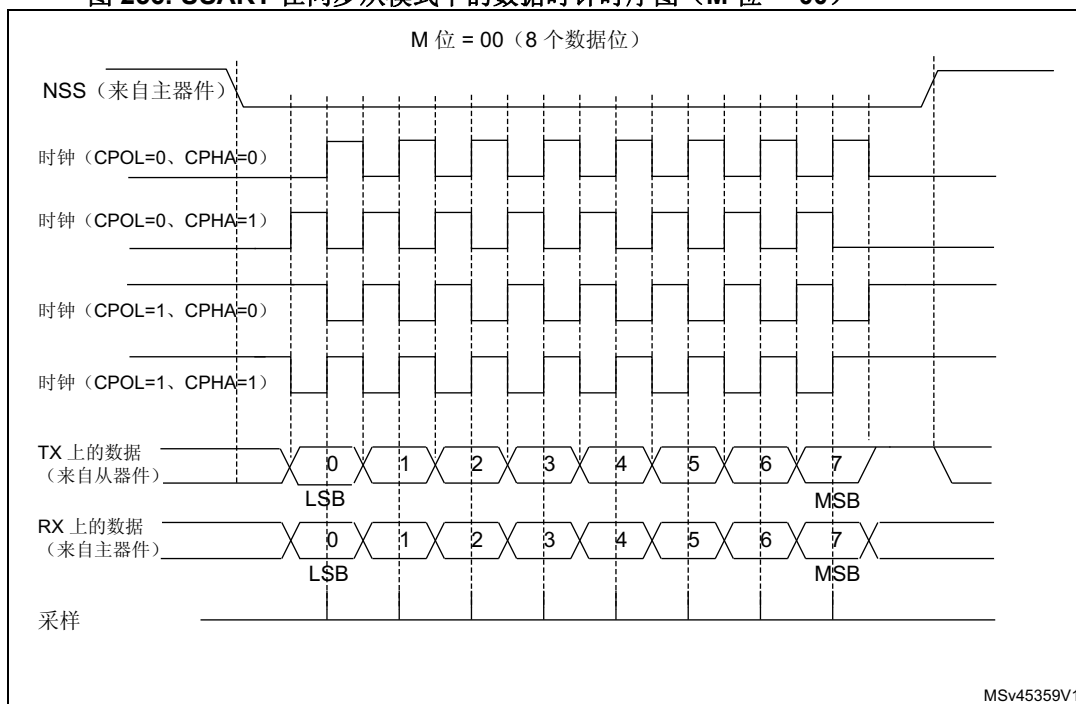 M 位 = 00（8 个数据位）
NSS（来自主器件）
时钟（CPOL=0、CPHA=0）
时钟（CPOL=0、CPHA=1）
时钟（CPOL=1、CPHA=0）
时钟（CPOL=1、CPHA=1）
TX 上的数据
（来自从器件）
0 1 2 3 4 5 6 7
LSB MSB
RX 上的数据
（来自主器件）
0 1 2 3 4 5 6 7
LSB MSB
采样
MSv45359V1